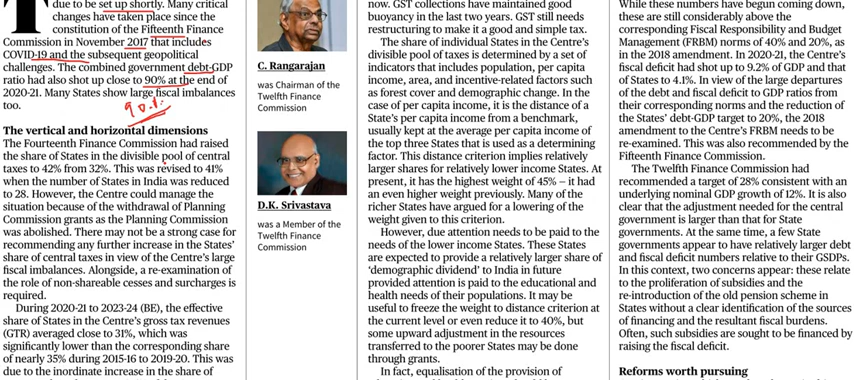 T
due to be set up shortly. Many critical
changes have taken place since the
constitution of the Fifteenth Finance
Commission in November 2017 that includes
COVID-19 and the subsequent geopolitical
challenges. The combined government debt-GDP
ratio had also shot up close to 90% at the end of
2020-21. Many States show large fiscal imbalances
too.
The vertical and horizontal dimensions
The Fourteenth Finance Commission had raised
the share of States in the divisible pool of central
taxes to 42% from 32%. This was revised to 41%
when the number of States in India was reduced
to 28. However, the Centre could manage the
situation because of the withdrawal of Planning
Commission grants as the Planning Commission
was abolished. There may not be a strong case for
recommending any further increase in the States’
share of central taxes in view of the Centre’s large
fiscal imbalances. Alongside, a re-examination of
the role of non-shareable cesses and surcharges is
required.
During 2020-21 to 2023-24 (BE), the effective
share of States in the Centre’s gross tax revenues
(GTR) averaged close to 31%, which was
significantly lower than the corresponding share
of nearly 35% during 2015-16 to 2019-20. This was
due to the inordinate increase in the share of
C. Rangarajan
was Chairman of the
Twelfth Finance
Commission
D.K. Srivastava
was a Member of the
Twelfth Finance
Commission
now. GST collections have maintained good
buoyancy in the last two years. GST still needs
restructuring to make it a good and simple tax.
The share of individual States in the Centre’s
divisible pool of taxes is determined by a set of
indicators that includes population, per capita
income, area, and incentive-related factors such
as forest cover and demographic change. In the
case of per capita income, it is the distance of a
State’s per capita income from a benchmark,
usually kept at the average per capita income of
the top three States that is used as a determining
factor. This distance criterion implies relatively
larger shares for relatively lower income States. At
present, it has the highest weight of 45% – it had
an even higher weight previously. Many of the
richer States have argued for a lowering of the
weight given to this criterion.
However, due attention needs to be paid to the
needs of the lower income States. These States
are expected to provide a relatively larger share of
‘demographic dividend’ to India in future
provided attention is paid to the educational and
health needs of their populations. It may be
useful to freeze the weight to distance criterion at
the current level or even reduce it to 40%, but
some upward adjustment in the resources
transferred to the poorer States may be done
through grants.
In fact, equalisation of the provision of
While these numbers have begun coming down,
these are still considerably above the
corresponding Fiscal Responsibility and Budget
Management (FRBM) norms of 40% and 20%, as
in the 2018 amendment. In 2020-21, the Centre’s
fiscal deficit had shot up to 9.2% of GDP and that
of States to 4.1%. In view of the large departures
of the debt and fiscal deficit to GDP ratios from
their corresponding norms and the reduction of
the States’ debt-GDP target to 20%, the 2018
amendment to the Centre’s FRBM needs to be
re-examined. This was also recommended by the
Fifteenth Finance Commission.
The Twelfth Finance Commission had
recommended a target of 28% consistent with an
underlying nominal GDP growth of 12%. It is also
clear that the adjustment needed for the central
government is larger than that for State
governments. At the same time, a few State
governments appear to have relatively larger debt
and fiscal deficit numbers relative to their GSDPs.
In this context, two concerns appear: these relate
to the proliferation of subsidies and the
re-introduction of the old pension scheme in
States without a clear identification of the sources
of financing and the resultant fiscal burdens.
Often, such subsidies are sought to be financed by
raising the fiscal deficit.
Reforms worth pursuing